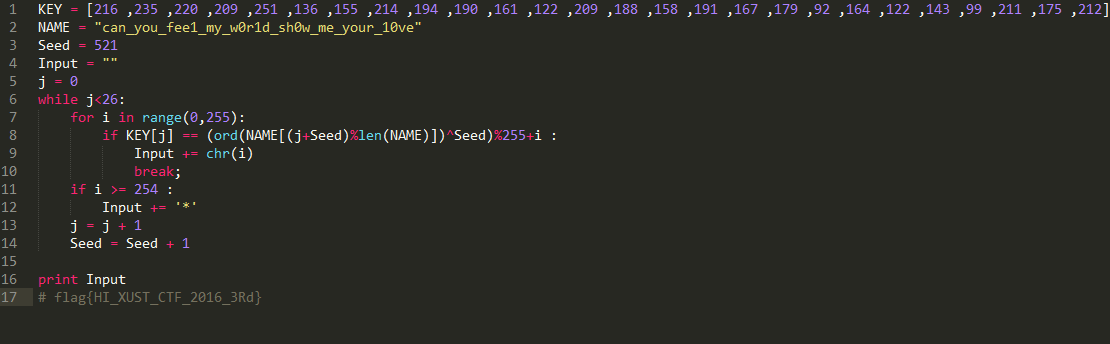 1 KEY = [216 ,235 ,220 ,209 ,251 ,136 ,155 ,214 ,194 ,190 ,161 ,122 ,209 ,188 ,158 ,191 ,167 ,179 ,92 ,164 ,122 ,143 ,99 ,211 ,175 ,212]
2 NAME = "can_you_fee1_my_w0r1d_sh0w_me_your_10ve"
3 Seed = 521
4 Input = ""
5 j = 0
6 while j<26:
7 for i in range(0,255):
8 if KEY[j] == (ord(NAME[(j+Seed)%len(NAME)])^Seed)%255+i :
9 Input += chr(i)
10 break;
11 if i >= 254 :
12 Input += '*'
13 j = j + 1
14 Seed = Seed + 1
15
16 print Input
17 # flag{HI_XUST_CTF_2016_3Rd}